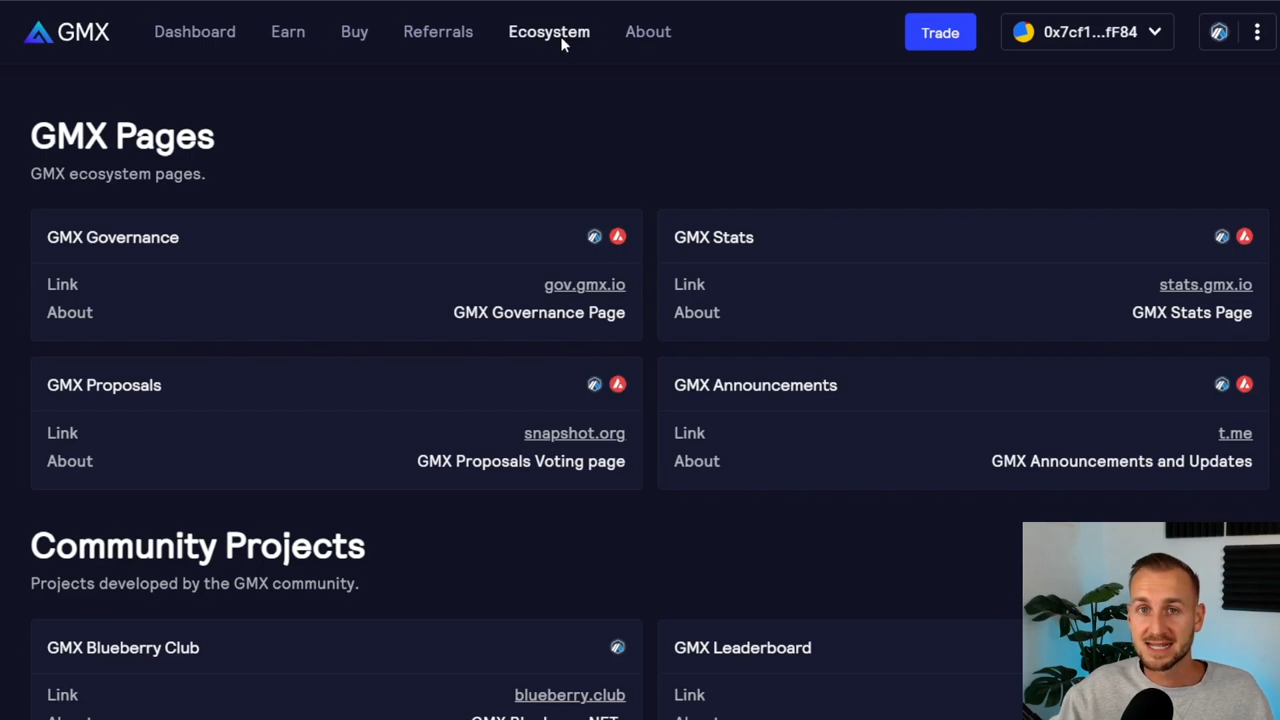 GMX
Dashboard
Earn
Buy
Referrals
Ecosystem
About
Trade
0x7cf1...fF84
GMX Pages
GMX ecosystem pages.
GMX Governance
Link
gov.gmx.io
About
GMX Governance Page
GMX Stats
Link
stats.gmx.io
About
GMX Stats Page
GMX Proposals
Link
snapshot.org
About
GMX Proposals Voting page
GMX Announcements
Link
t.me
About
GMX Announcements and Updates
Community Projects
Projects developed by the GMX community.
GMX Blueberry Club
Link
blueberry.club
GMX Leaderboard
Link